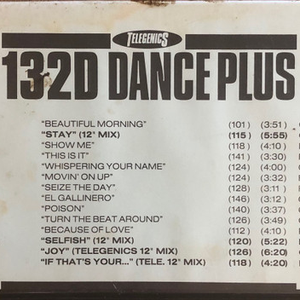 TELEGENICS
132D DANCE PLUS
"BEAUTIFUL MORNING" (101) (3:51)
"STAY" (12" MIX) (115) (5:55)
"SHOW ME" (118) (4:10)
"THIS IS IT" (141) (3:30)
"WHISPERING YOUR NAME" (124) (4:00)
"MOVIN' ON UP" (124) (3:32)
"SEIZE THE DAY" (128) (3:11)
"EL GALLINERO" (146) (3:12)
"POISON" (140) (3:37)
"TURN THE BEAT AROUND" (126) (3:49)
"BECAUSE OF LOVE" (112) (4:10)
"SELFISH" (12" MIX) (120) (5:22)
"JOY" (TELEGENICS 12" MIX) (126) (6:20)
"IF THAT'S YOUR..." (TELE. 12" MIX) (118) (4:20)